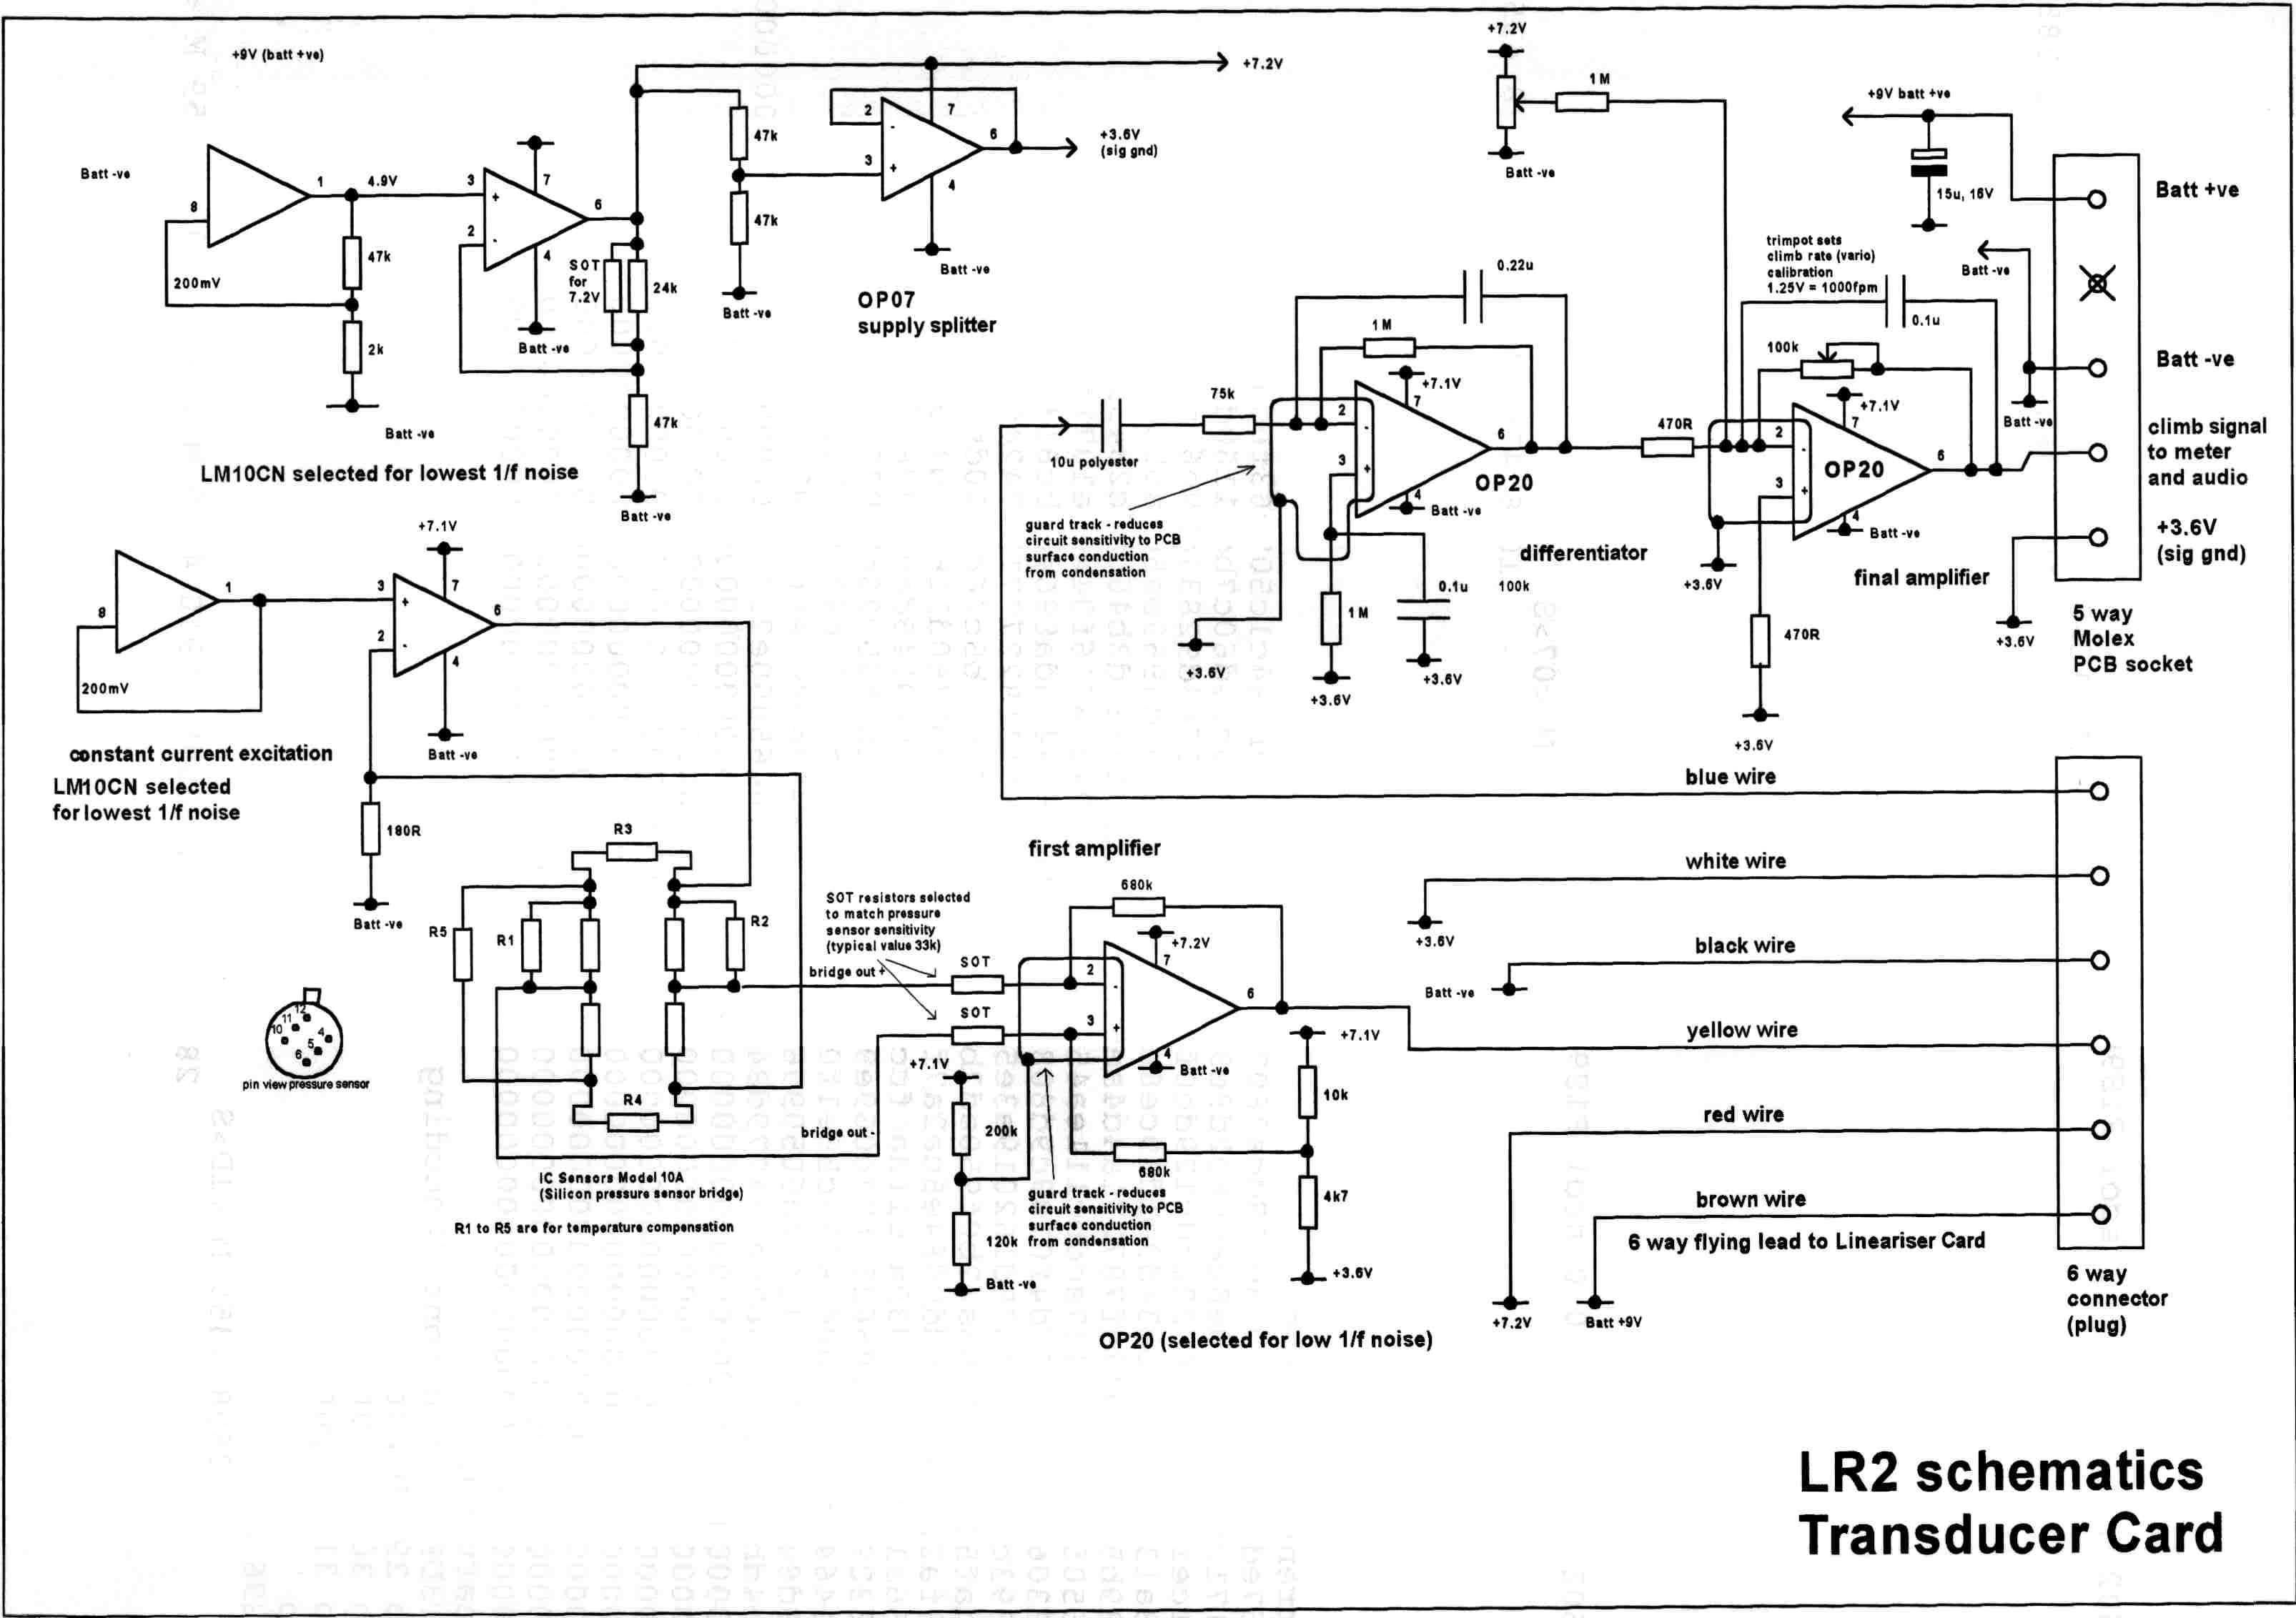 +9V (batt +ve)
Batt -ve
8
1
4.9V
200mV
47k
2k
Batt -ve
LM10CN selected for lowest 1/f noise
3
+
2
-
7
4
6
Batt -ve
SOT
for
7.2V
24k
47k
Batt -ve
47k
47k
Batt -ve
2
-
3
+
7
4
6
Batt -ve
+7.2V
+3.6V
(sig gnd)
OP07
supply splitter
+7.2V
1M
Batt -ve
+9V batt +ve
15u, 16V
Batt -ve
Batt -ve
Batt +ve
Batt -ve
climb signal
to meter
and audio
+3.6V
(sig gnd)
+3.6V
5 way
Molex
PCB socket
trimpot sets
climb rate (vario)
calibration
1.25V = 1000fpm
0.1u
100k
+7.1V
7
2
-
3
+
4
6
OP20
Batt -ve
470R
+3.6V
470R
+3.6V
final amplifier
0.22u
1M
+7.1V
7
75k
2
-
3
+
4
6
OP20
Batt -ve
10u polyester
guard track - reduces
circuit sensitivity to PCB
surface conduction
from condensation
differentiator
0.1u
100k
1M
+3.6V
+3.6V
+3.6V
8
1
200mV
constant current excitation
LM10CN selected
for lowest 1/f noise
+7.1V
7
3
+
2
-
4
6
Batt -ve
180R
Batt -ve
R3
R5
R1
R2
R4
bridge out +
bridge out -
IC Sensors Model 10A
(Silicon pressure sensor bridge)
R1 to R5 are for temperature compensation
12
11
10
4
5
6
pin view pressure sensor
first amplifier
SOT resistors selected
to match pressure
sensor sensitivity
(typical value 33k)
SOT
SOT
680k
+7.2V
7
2
-
3
+
4
6
Batt -ve
+7.1V
200k
120k
Batt -ve
680k
guard track - reduces
circuit sensitivity to PCB
surface conduction
from condensation
+7.1V
10k
4k7
+3.6V
OP20 (selected for low 1/f noise)
blue wire
white wire
+3.6V
black wire
Batt -ve
yellow wire
red wire
+7.2V
brown wire
Batt +9V
6 way flying lead to Lineariser Card
6 way
connector
(plug)
LR2 schematics
Transducer Card